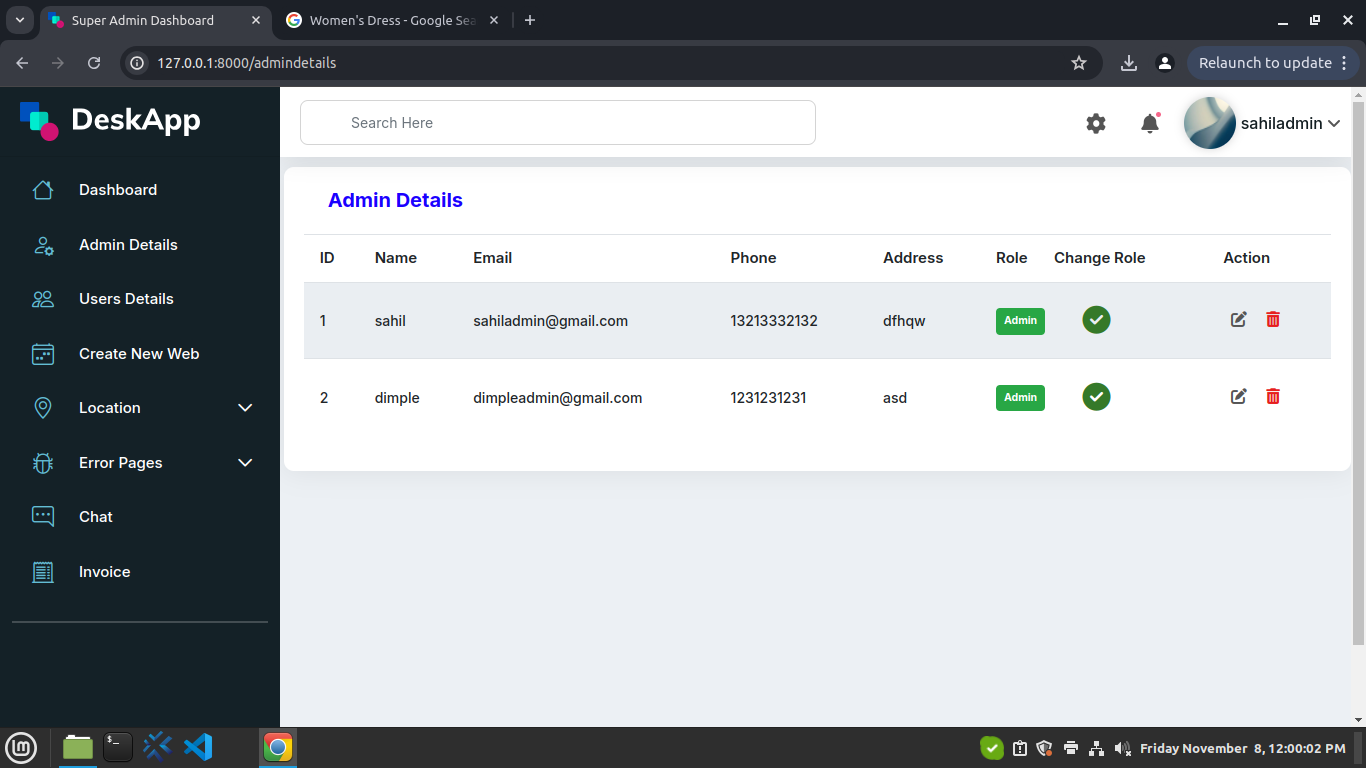 Super Admin Dashboard
Women's Dress - Google Sea
127.0.0.1:8000/admindetails
Relaunch to update
DeskApp
Search Here
sahiladmin
Dashboard
Admin Details
Users Details
Create New Web
Location
Error Pages
Chat
Invoice
Admin Details
ID Name Email Phone Address Role Change Role Action
1 sahil sahiladmin@gmail.com 13213332132 dfhqw Admin
2 dimple dimpleadmin@gmail.com 1231231231 asd Admin
Friday November 8, 12:00:02 PM